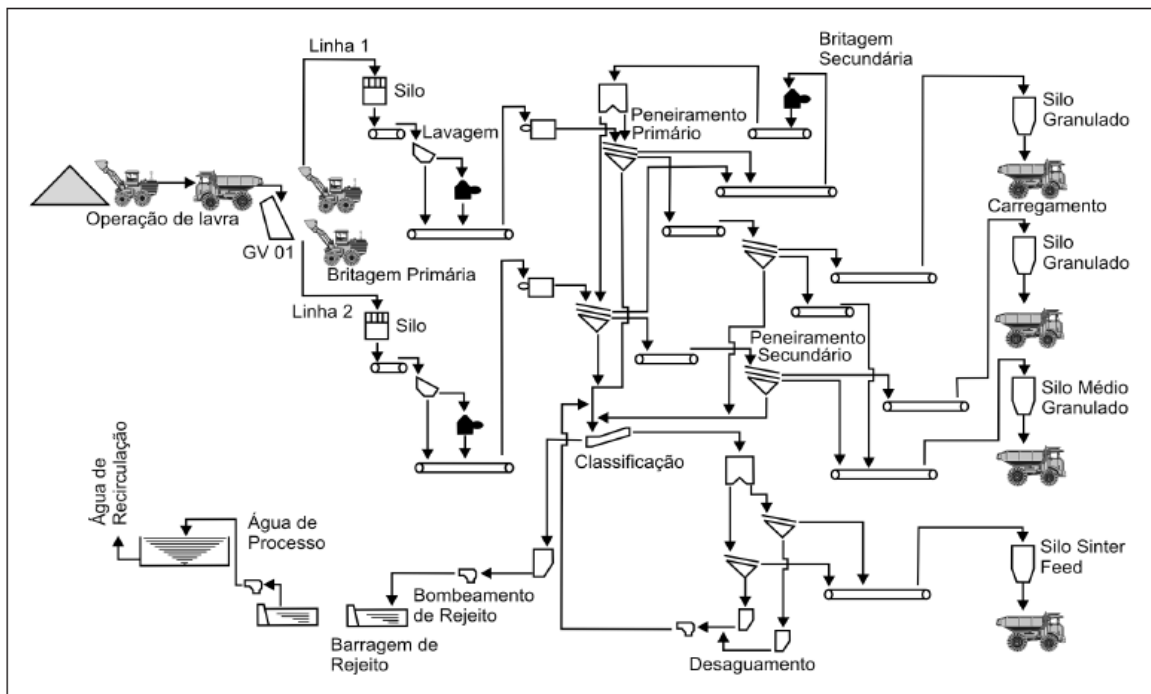 Linha 1
Silo
Lavagem
Britagem
Secundária
Peneiramento
Primário
Silo
Granulado
Carregamento
Operação de lavra
GV 01
Britagem Primária
Silo
Granulado
Linha 2
Silo
Peneiramento
Secundário
Silo Médio
Granulado
Classificação
Água de
Recirculação
Água de
Processo
Bombeamento
de Rejeito
Barragem de
Rejeito
Desaguamento
Silo Sinter
Feed